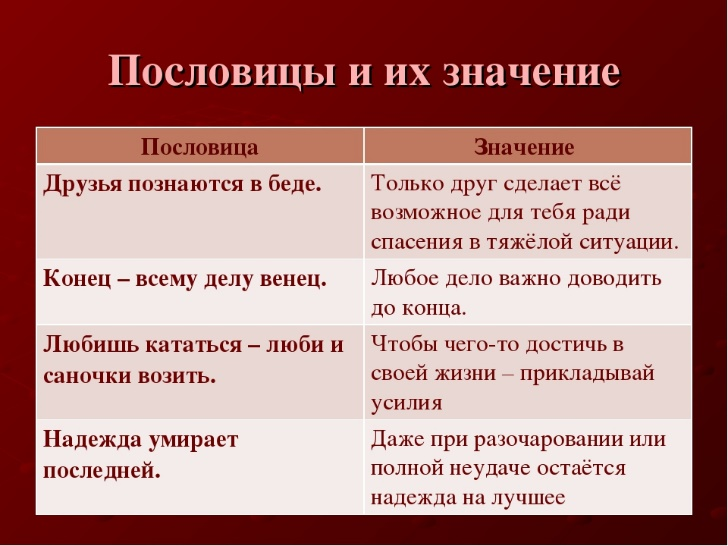 Пословицы и их значение
Пословица
Значение
Друзья познаются в беде.
Только друг сделает всё
возможное для тебя ради
спасения в тяжёлой ситуации.
Конец – всему делу венец.
Любое дело важно доводить
до конца.
Любишь кататься – люби и
саночки возить.
Чтобы чего-то достичь в
своей жизни – прикладывай
усилия
Надежда умирает
последней.
Даже при разочаровании или
полной неудаче остаётся
надежда на лучшее